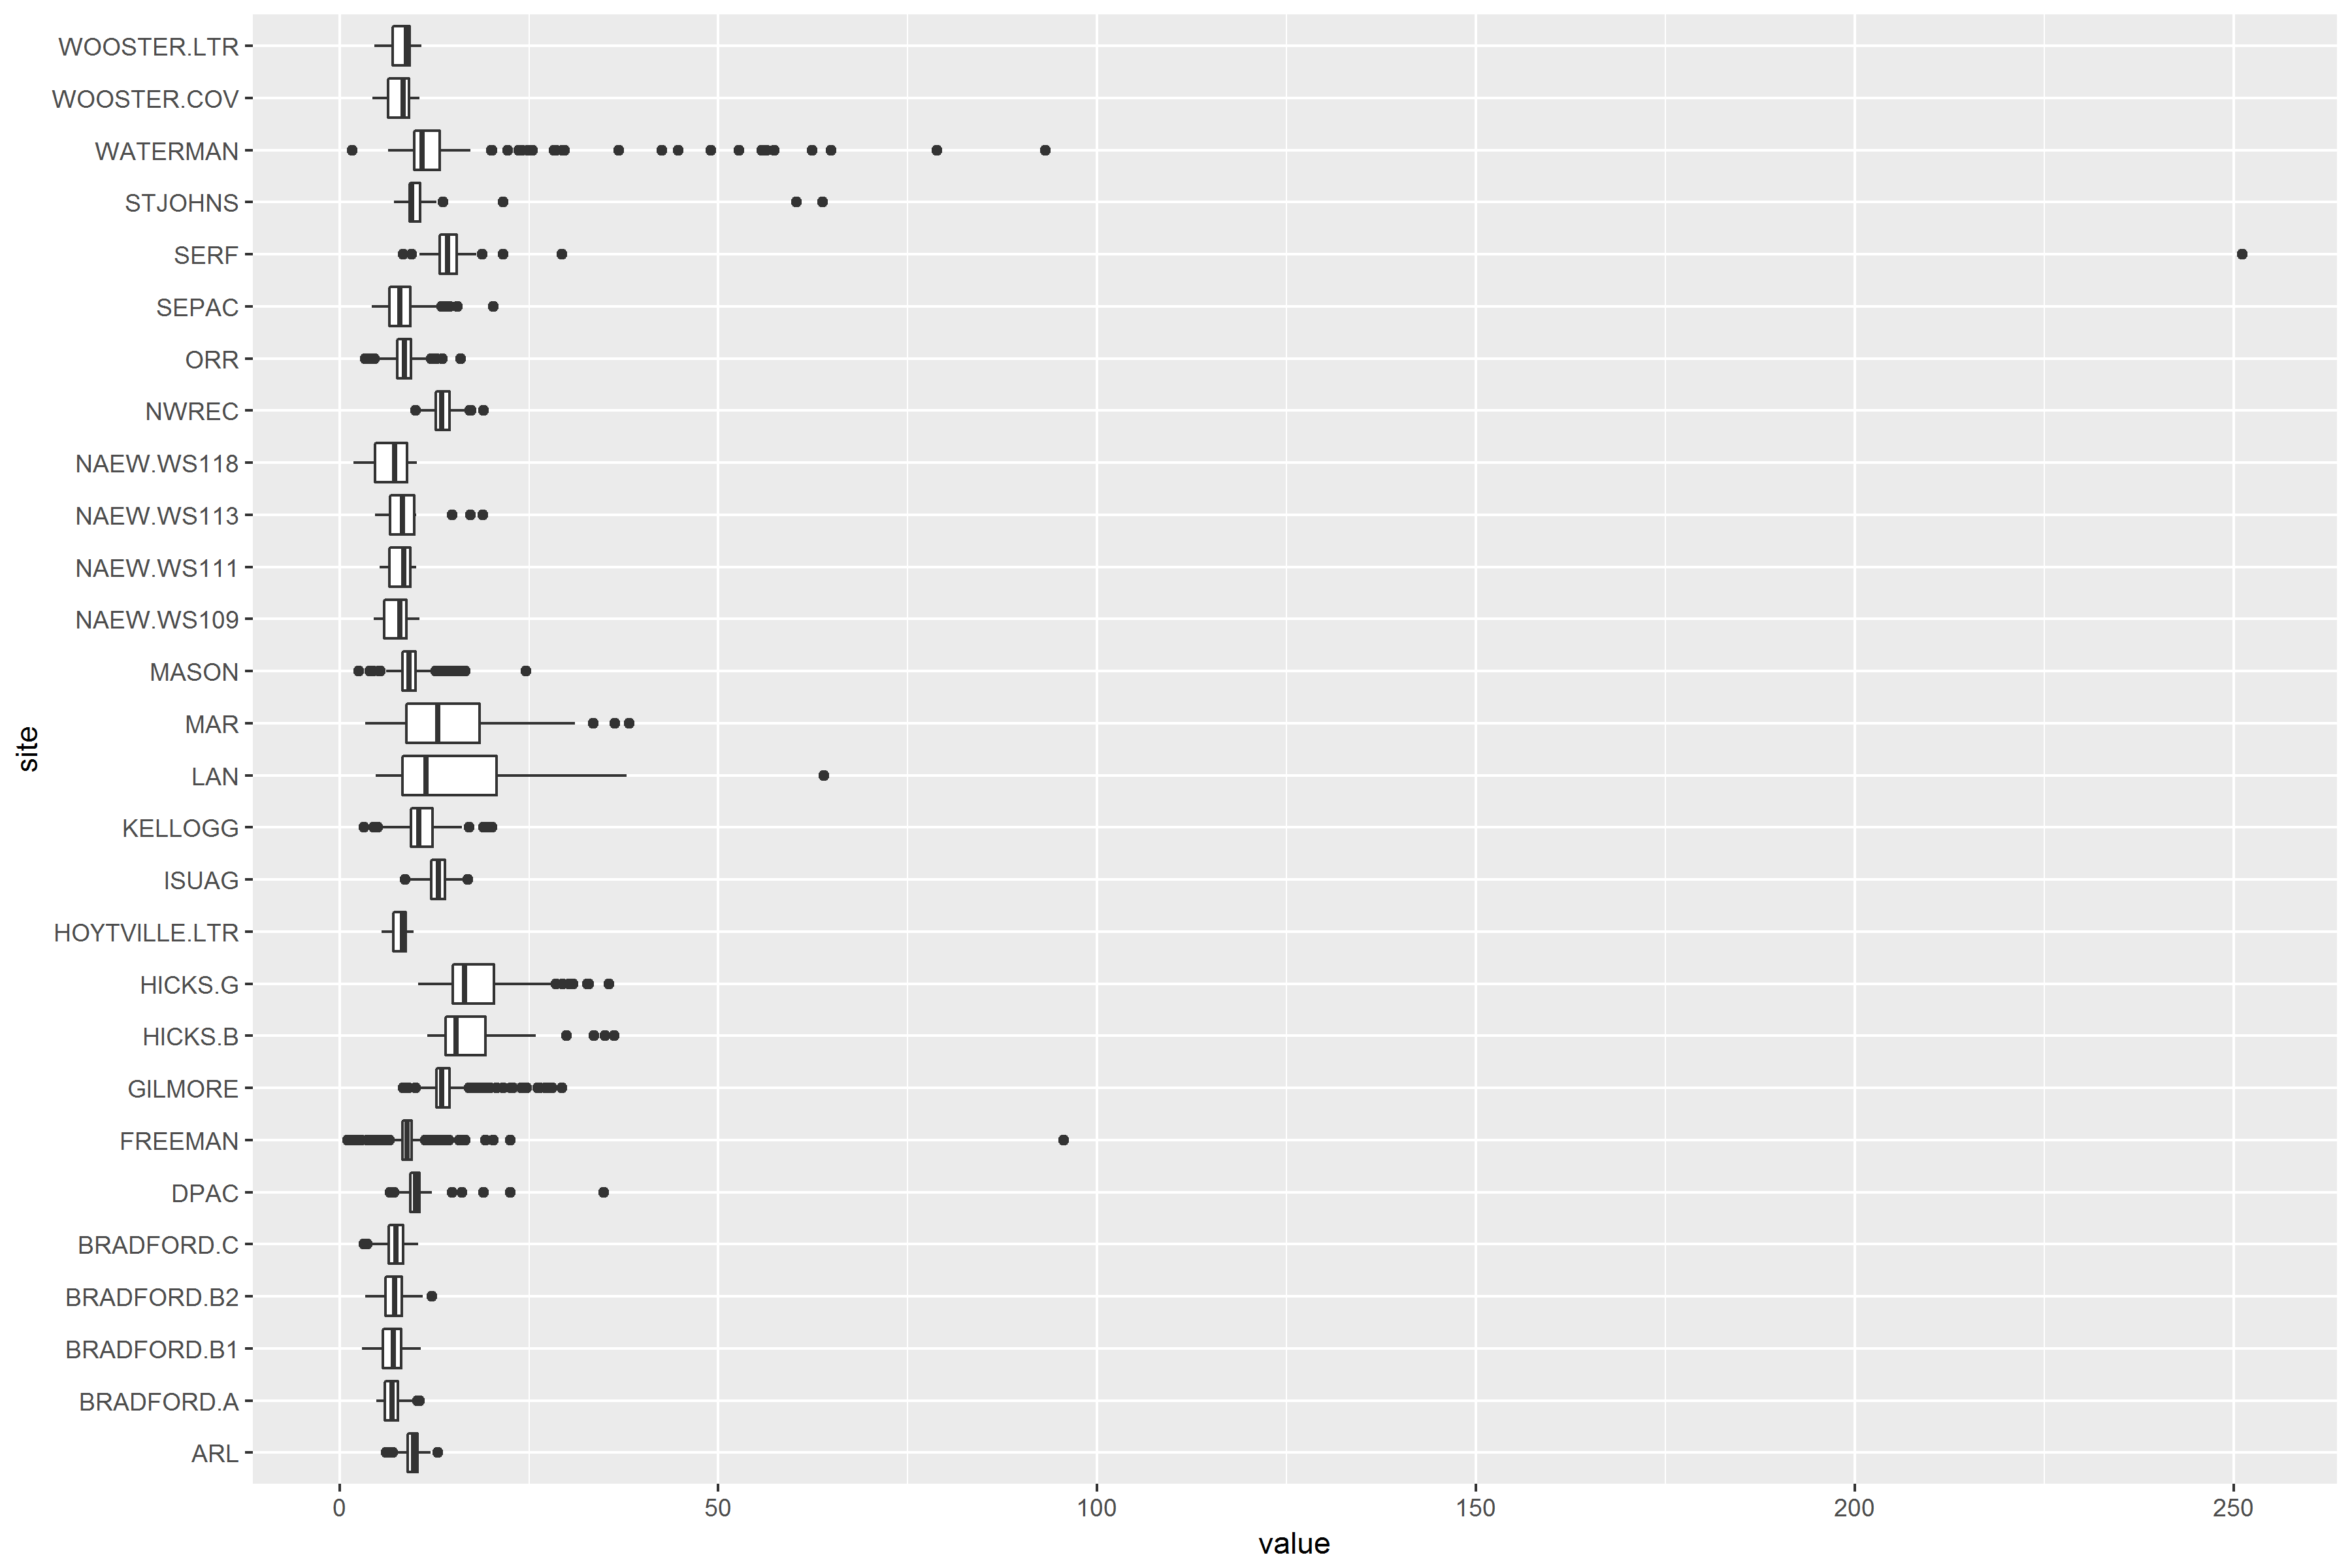 WOOSTER.LTR
WOOSTER.COV
WATERMAN
STJOHNS
SERF
SEPAC
ORR
NWREC
NAEW.WS118
NAEW.WS113
NAEW.WS111
NAEW.WS109
MASON
MAR
LAN
KELLOGG
ISUAG
HOYTVILLE.LTR
HICKS.G
HICKS.B
GILMORE
FREEMAN
DPAC
BRADFORD.C
BRADFORD.B2
BRADFORD.B1
BRADFORD.A
ARL
site
0 50 100 150 200 250
value